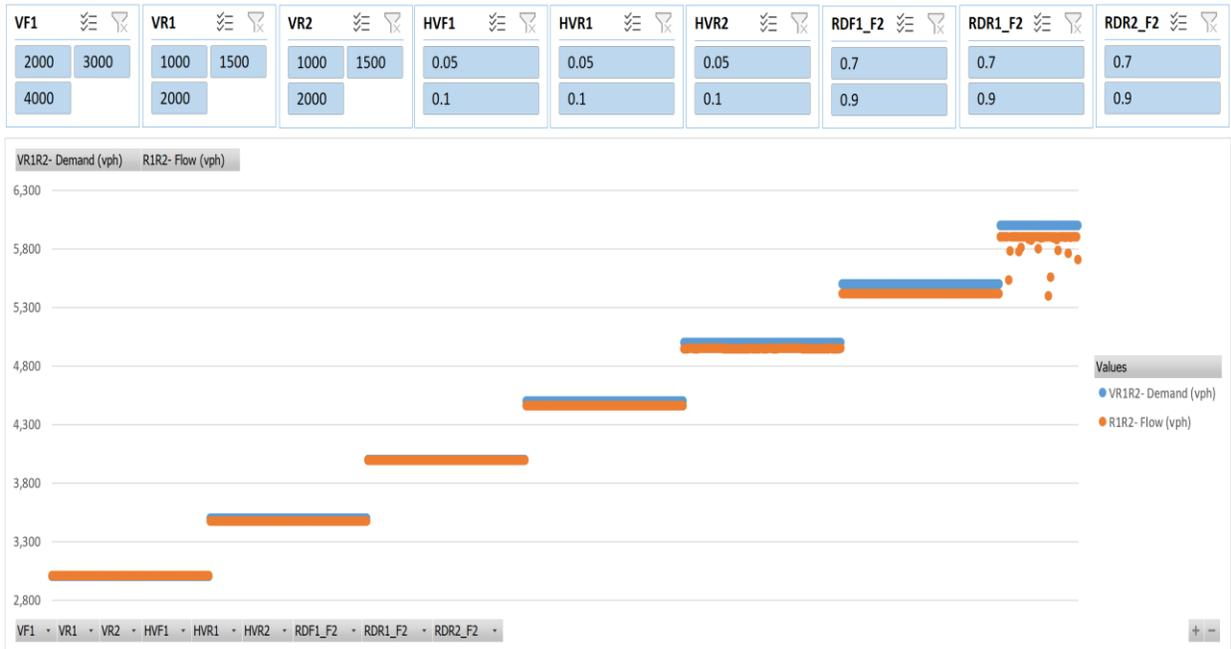 VF1 VR1 VR2 HVF1 HVR1 HVR2 RDF1_F2 RDR1_F2 RDR2_F2
2000 3000 1000 1500 1000 1500 0.05 0.05 0.05 0.7 0.7 0.7
4000 2000 2000 0.1 0.1 0.1 0.9 0.9 0.9
VR1R2- Demand (vph) R1R2- Flow (vph)
6,300
5,800
5,300
4,800
4,300
3,800
3,300
2,800
Values
VR1R2- Demand (vph)
R1R2- Flow (vph)
VF1 VR1 VR2 HVF1 HVR1 HVR2 RDF1_F2 RDR1_F2 RDR2_F2
+ −